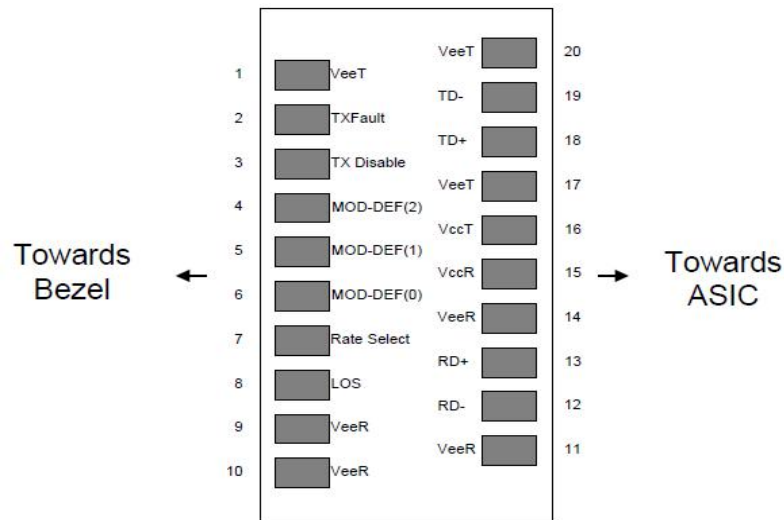 VeeT 20
1 VeeT
TD- 19
2 TXFault
TD+ 18
3 TX Disable
VeeT 17
4 MOD-DEF(2)
VccT 16
5 MOD-DEF(1)
Towards
Bezel
VccR 15
Towards
ASIC
6 MOD-DEF(0)
VeeR 14
7 Rate Select
RD+ 13
8 LOS
RD- 12
9 VeeR
VeeR 11
10 VeeR